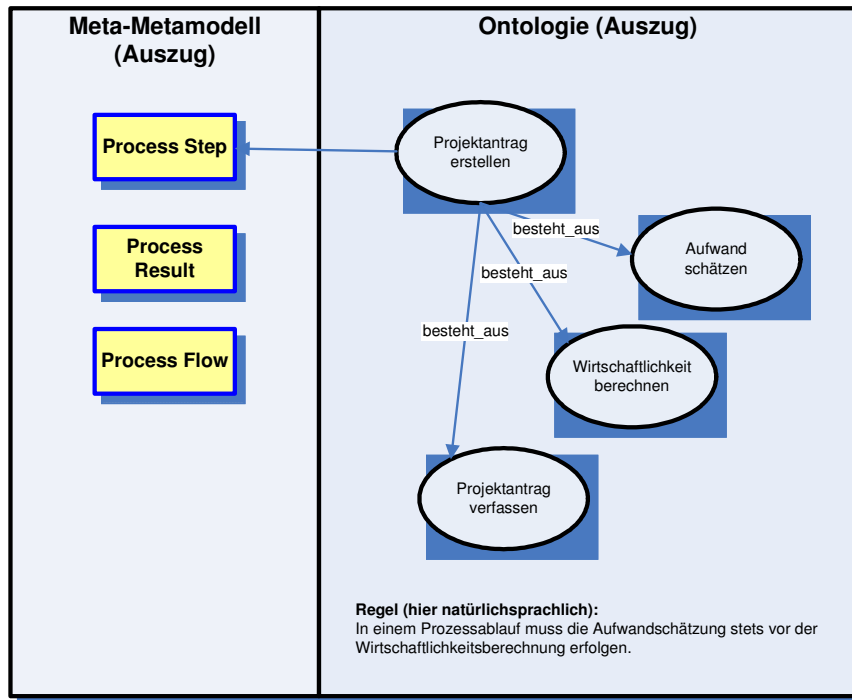 Meta-Metamodell
(Auszug)
Process Step
Process
Result
Process Flow
Ontologie (Auszug)
Projektantrag
erstellen
besteht_aus
besteht_aus
besteht_aus
Aufwand
schätzen
Wirtschaftlichkeit
berechnen
Projektantrag
verfassen
Regel (hier natürlichsprachlich):
In einem Prozessablauf muss die Aufwandschätzung stets vor der
Wirtschaftlichkeitsberechnung erfolgen.